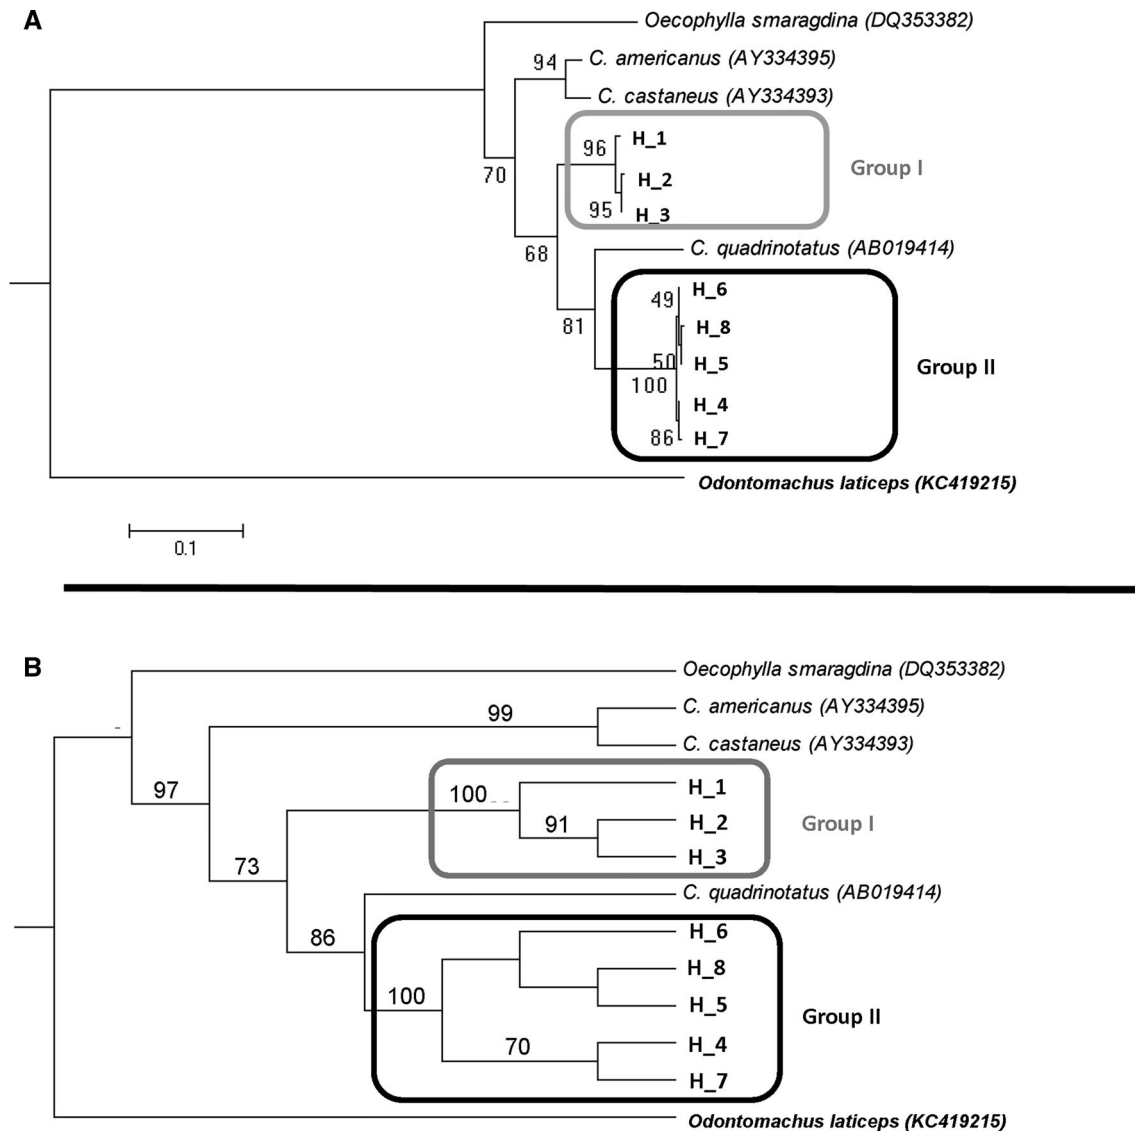 A
Oecophylla smaragdina (DQ353382)
94
C. americanus (AY334395)
C. castaneus (AY334393)
96
H_1
Group I
70
H_2
95
H_3
68
C. quadrinotatus (AB019414)
49
H_6
81
H_8
50
H_5
Group II
100
H_4
86
H_7
Odontomachus laticeps (KC419215)
0.1
B
Oecophylla smaragdina (DQ353382)
99
C. americanus (AY334395)
C. castaneus (AY334393)
97
100
H_1
91
H_2
Group I
73
H_3
C. quadrinotatus (AB019414)
86
H_6
H_8
100
H_5
Group II
70
H_4
H_7
Odontomachus laticeps (KC419215)